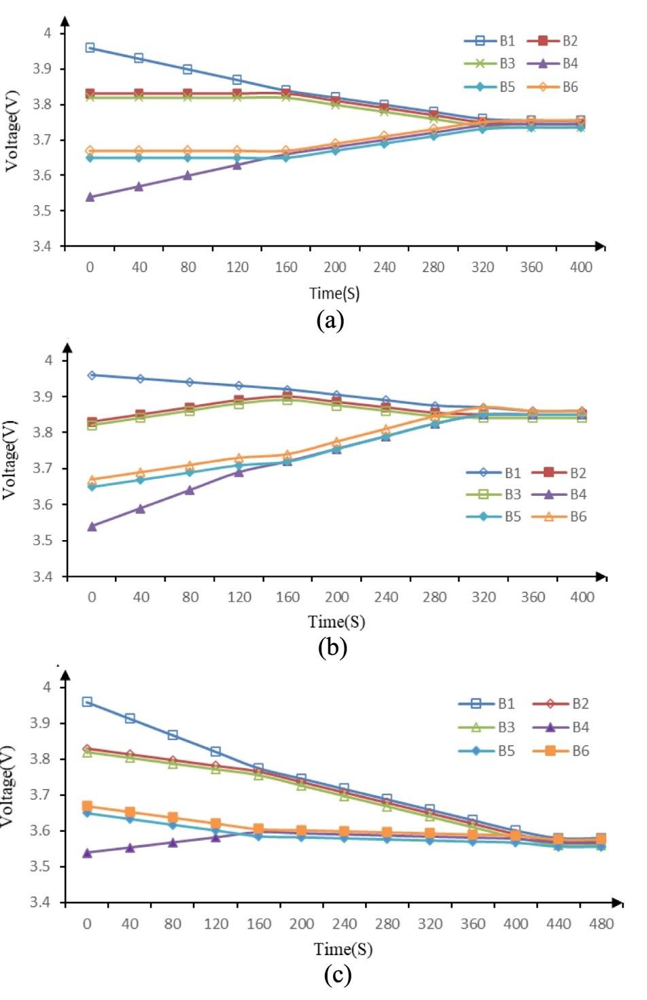 4
3.9
3.8
3.7
3.6
3.5
3.4
Voltage(V)
B1 B2
B3 B4
B5 B6
0 40 80 120 160 200 240 280 320 360 400
Time(S)
(a)
4
3.9
3.8
3.7
3.6
3.5
3.4
Voltage(V)
B1 B2
B3 B4
B5 B6
0 40 80 120 160 200 240 280 320 360 400
Time(S)
(b)
4
3.9
3.8
3.7
3.6
3.5
3.4
Voltage(V)
B1 B2
B3 B4
B5 B6
0 40 80 120 160 200 240 280 320 360 400 440 480
Time(S)
(c)